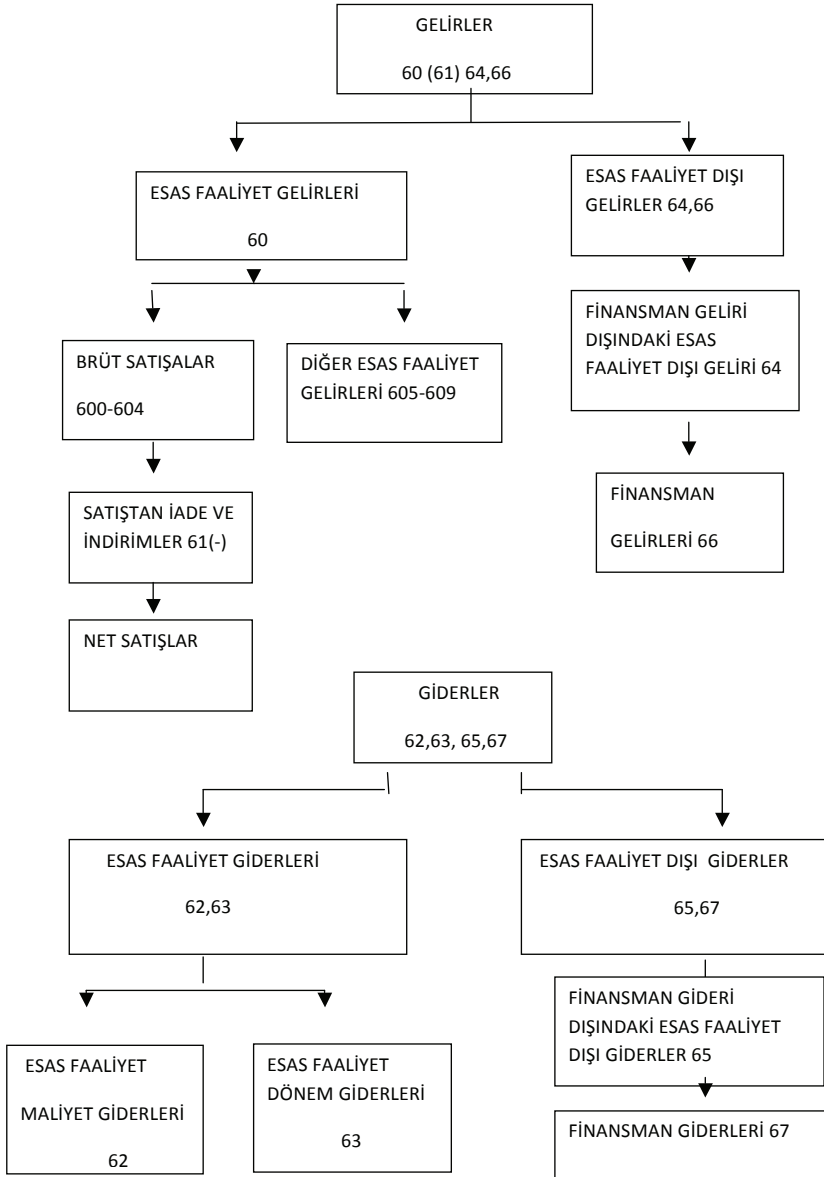 GELİRLER
60 (61) 64,66
ESAS FAALİYET GELİRLERİ
60
ESAS FAALİYET DIŞI
GELİRLER 64,66
BRÜT SATIŞALAR
600-604
DİĞER ESAS FAALİYET
GELİRLERİ 605-609
FİNANSMAN GELİRİ
DIŞINDAKİ ESAS
FAALİYET DIŞI GELİRİ 64
SATIŞTAN İADE VE
İNDİRİMLER 61(-)
FİNANSMAN
GELİRLERİ 66
NET SATIŞLAR
GİDERLER
62,63, 65,67
ESAS FAALİYET GİDERLERİ
62,63
ESAS FAALİYET DIŞI GİDERLER
65,67
ESAS FAALİYET
MALİYET GİDERLERİ
62
ESAS FAALİYET
DÖNEM GİDERLERİ
63
FİNANSMAN GİDERİ
DIŞINDAKİ ESAS FAALİYET
DIŞI GİDERLER 65
FİNANSMAN GİDERLERİ 67